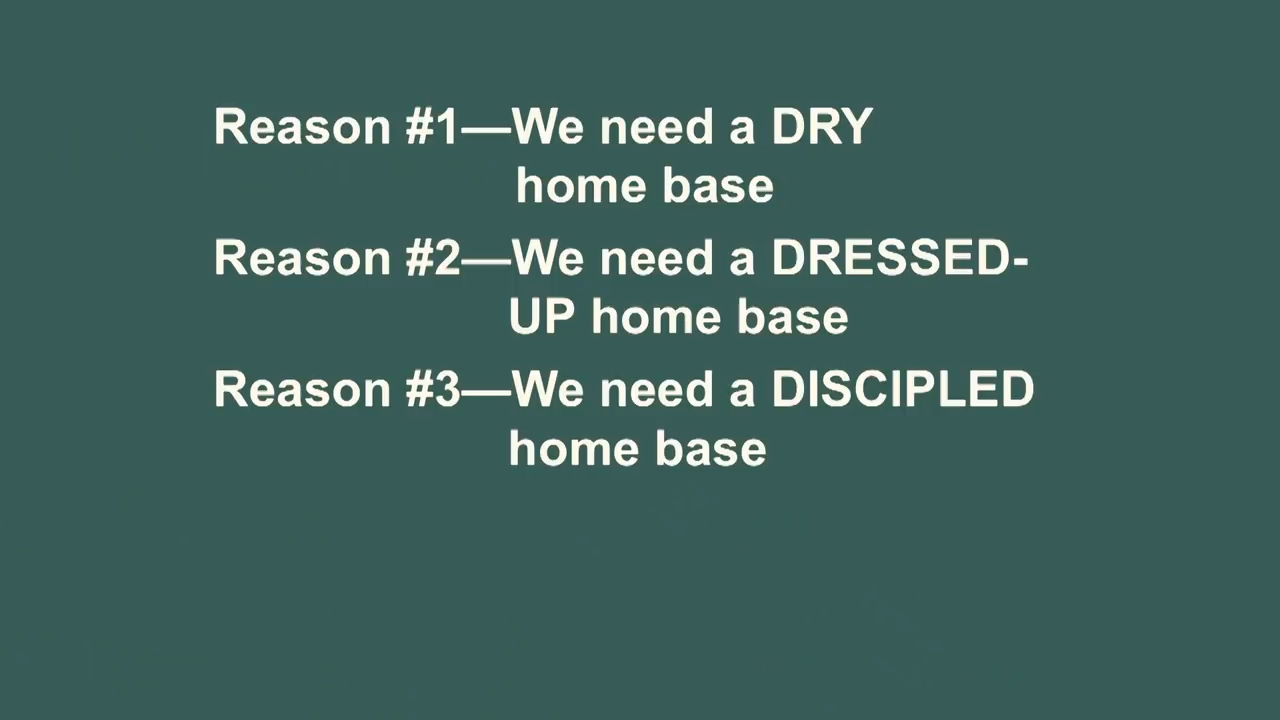 Reason #1—We need a DRY
home base
Reason #2—We need a DRESSED-
UP home base
Reason #3—We need a DISCIPLED
home base